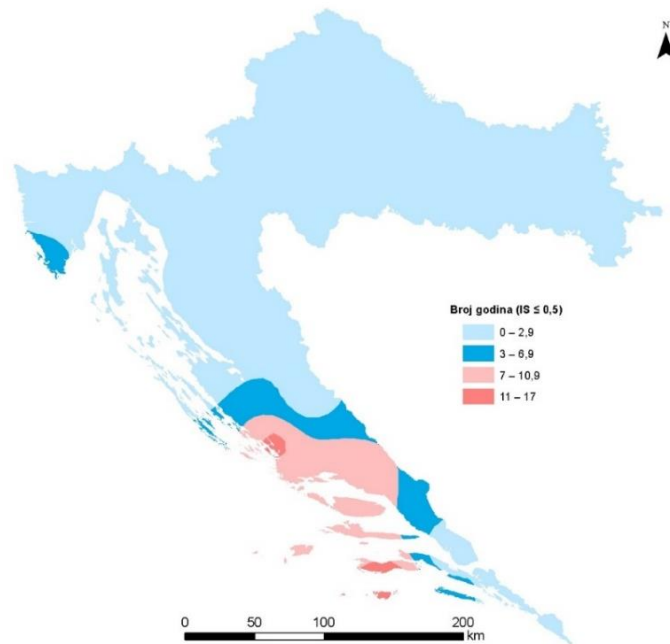 N
Broj godina (IS ≤ 0,5)
0 – 2,9
3 – 6,9
7 – 10,9
11 – 17
0 50 100 200
km